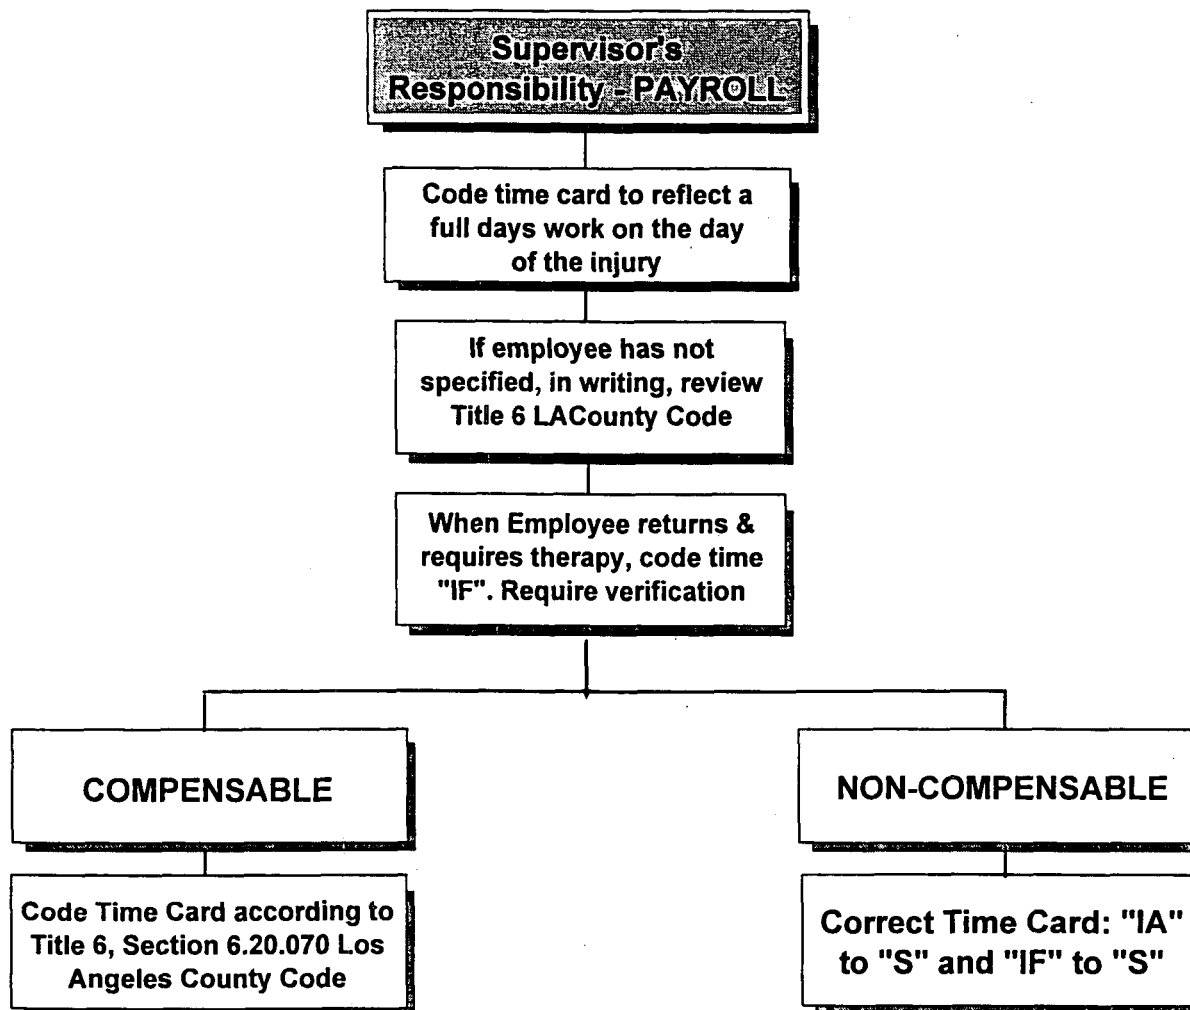 Supervisor's
Responsibility - PAYROLL
Code time card to reflect a
full days work on the day
of the injury
If employee has not
specified, in writing, review
Title 6 LACounty Code
When Employee returns &
requires therapy, code time
"IF". Require verification
COMPENSABLE
NON-COMPENSABLE
Code Time Card according to
Title 6, Section 6.20.070 Los
Angeles County Code
Correct Time Card: "IA"
to "S" and "IF" to "S"